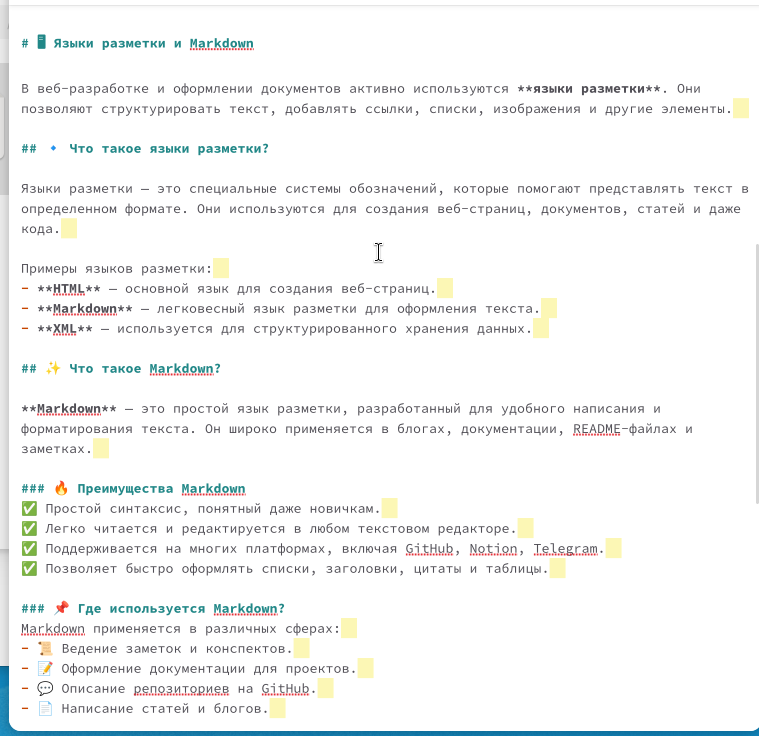 # 🖥 Языки разметки и Markdown
В веб-разработке и оформлении документов активно используются **языки разметки**. Они
позволяют структурировать текст, добавлять ссылки, списки, изображения и другие элементы.
## 🔹 Что такое языки разметки?
Языки разметки — это специальные системы обозначений, которые помогают представлять текст в
определенном формате. Они используются для создания веб-страниц, документов, статей и даже
кода.
Примеры языков разметки:
- **HTML** — основной язык для создания веб-страниц.
- **Markdown** — легковесный язык разметки для оформления текста.
- **XML** — используется для структурированного хранения данных.
## ✨ Что такое Markdown?
**Markdown** — это простой язык разметки, разработанный для удобного написания и
форматирования текста. Он широко применяется в блогах, документации, README-файлах и
заметках.
### 🔥 Преимущества Markdown
✅ Простой синтаксис, понятный даже новичкам.
✅ Легко читается и редактируется в любом текстовом редакторе.
✅ Поддерживается на многих платформах, включая GitHub, Notion, Telegram.
✅ Позволяет быстро оформлять списки, заголовки, цитаты и таблицы.
### 📌 Где используется Markdown?
Markdown применяется в различных сферах:
- 📜 Ведение заметок и конспектов.
- 📝 Оформление документации для проектов.
- 💬 Описание репозиториев на GitHub.
- 📄 Написание статей и блогов.